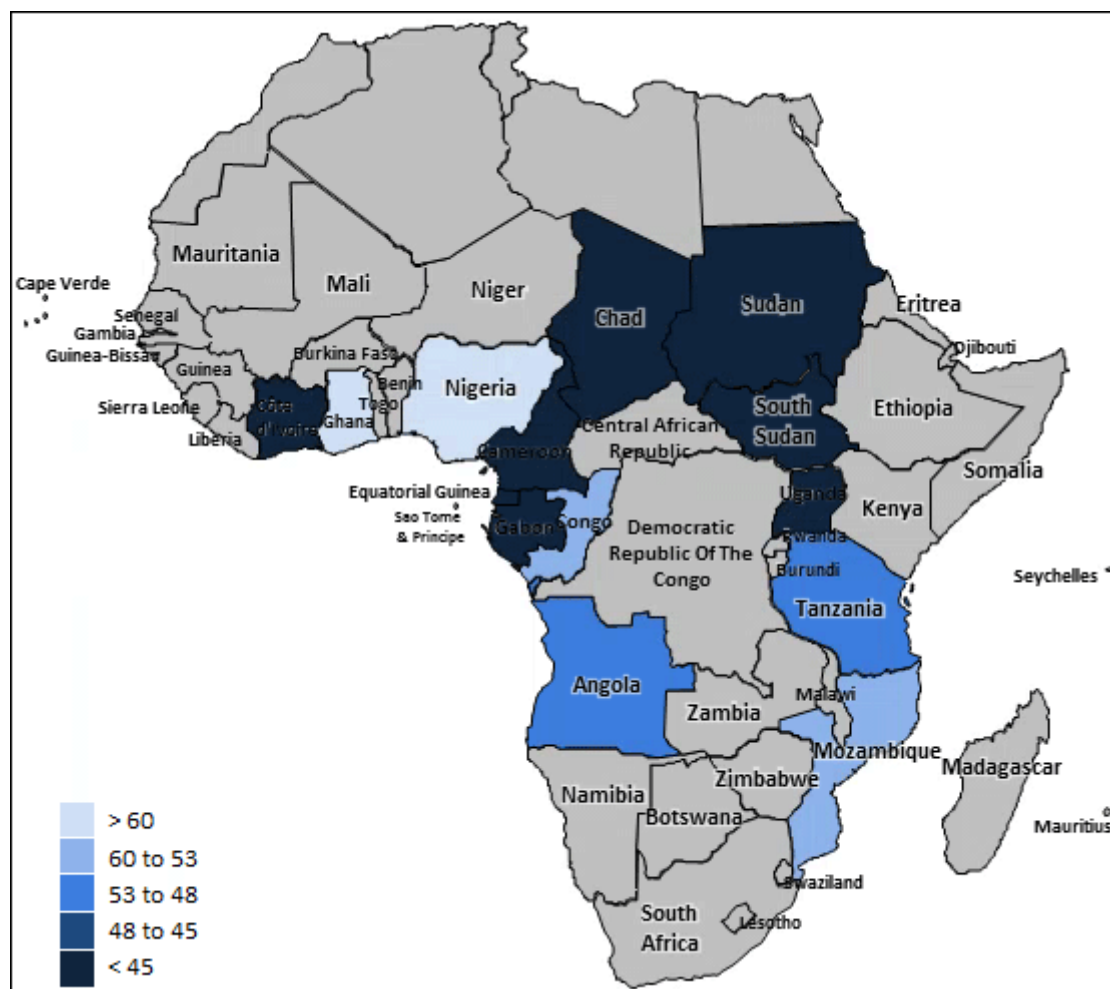 Mauritania
Mali
Niger
Chad
Sudan
Eritrea
Cape Verde
Senegal
Gambia
Guinea-Bissau
Guinea
Sierra Leone
Liberia
Côte
d'Ivoire
Burkina Faso
Ghana
Togo
Benin
Nigeria
Djibouti
Ethiopia
South
Sudan
Central African
Republic
Cameroon
Somalia
Equatorial Guinea
Sao Tome
& Principe
Gabon
Congo
Democratic
Republic Of The
Congo
Uganda
Kenya
Rwanda
Burundi
Tanzania
Seychelles
Angola
Zambia
Malawi
Mozambique
Zimbabwe
Namibia
Botswana
Madagascar
Mauritius
Swaziland
South
Africa
Lesotho
> 60
60 to 53
53 to 48
48 to 45
< 45